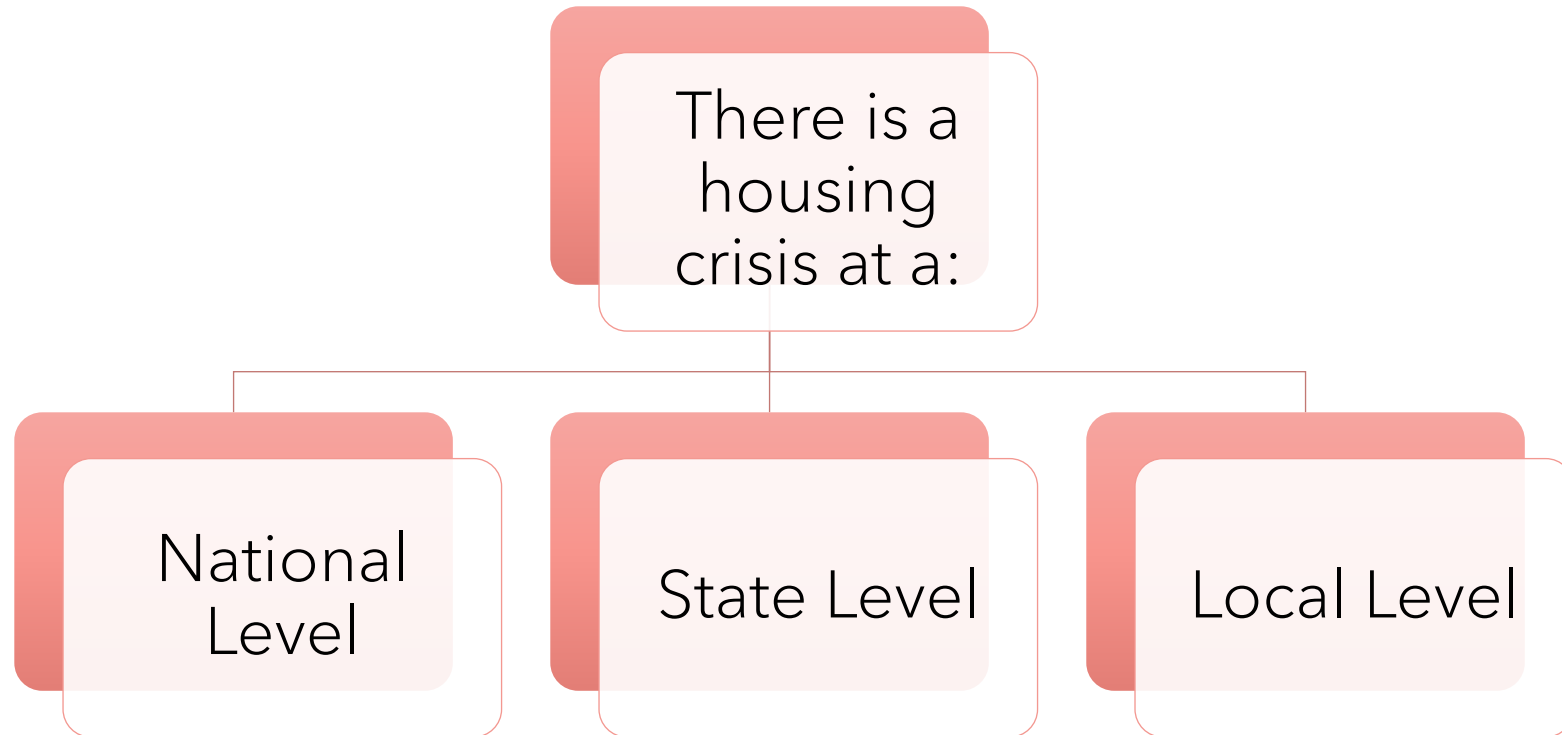 There is a
housing
crisis at a:
National
Level
State Level
Local Level